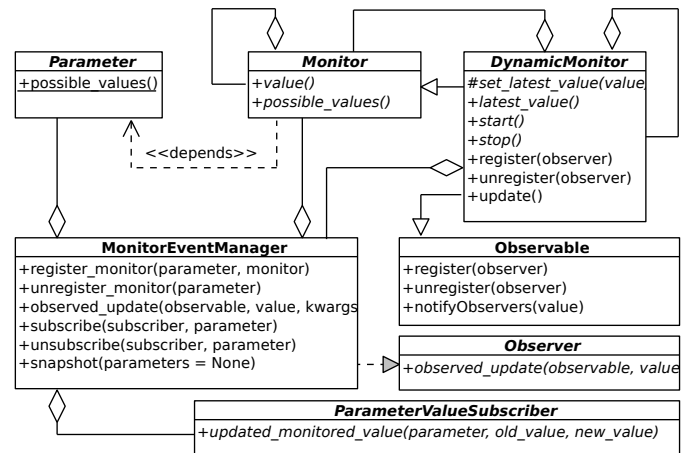 Parameter
+possible_values()
Monitor
+value()
+possible_values()
DynamicMonitor
#set_latest_value(value
+latest_value()
+start()
+stop()
+register(observer)
+unregister(observer)
+update()
<<depends>>
MonitorEventManager
+register_monitor(parameter, monitor)
+unregister_monitor(parameter)
+observed_update(observable, value, kwargs
+subscribe(subscriber, parameter)
+unsubscribe(subscriber, parameter)
+snapshot(parameters = None)
Observable
+register(observer)
+unregister(observer)
+notifyObservers(value)
Observer
+observed_update(observable, value
ParameterValueSubscriber
+updated_monitored_value(parameter, old_value, new_value)